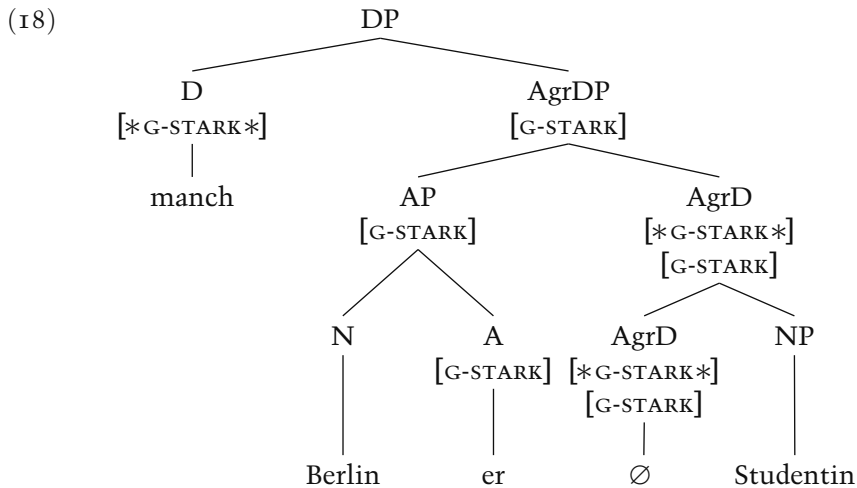 (18) DP
D AgrDP
[*G-STARK*] [G-STARK]
manch AP AgrD
[G-STARK] [*G-STARK*]
[G-STARK]
N A AgrD NP
[G-STARK] [*G-STARK*]
[G-STARK]
Berlin er ∅ Studentin